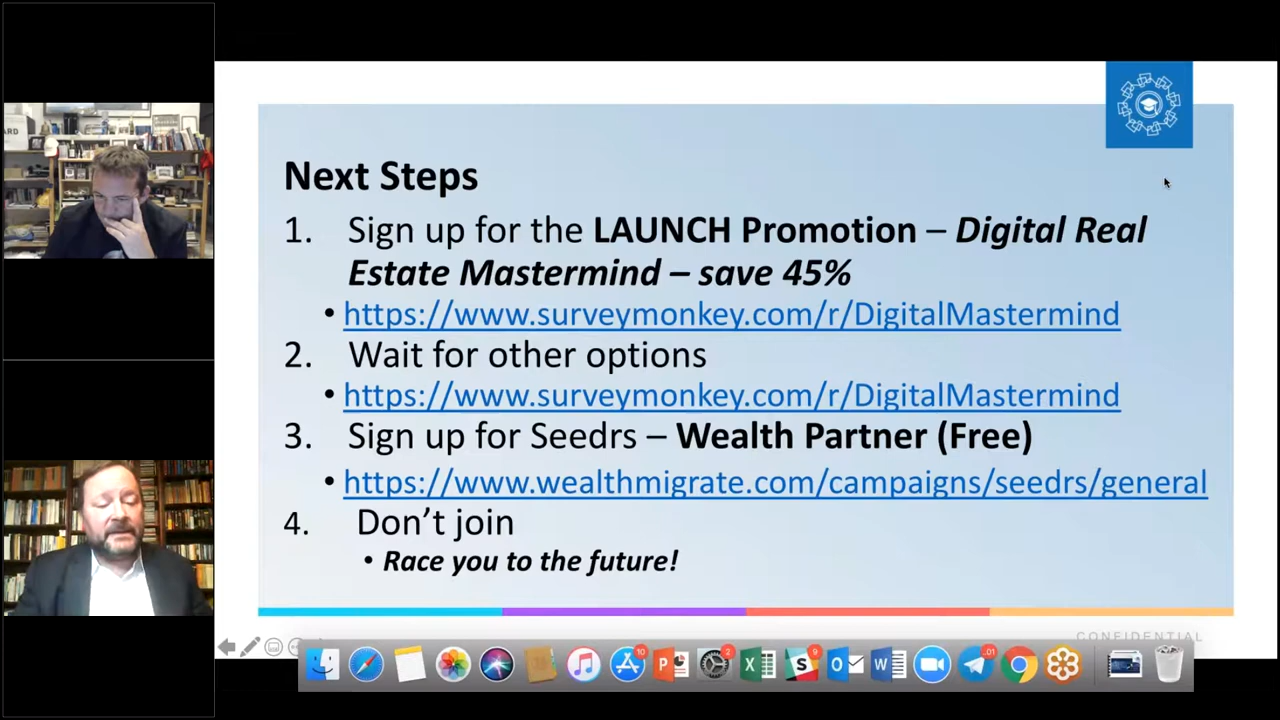 Next Steps
1. Sign up for the LAUNCH Promotion – Digital Real
Estate Mastermind – save 45%
• https://www.surveymonkey.com/r/DigitalMastermind
2. Wait for other options
• https://www.surveymonkey.com/r/DigitalMastermind
3. Sign up for Seedrs – Wealth Partner (Free)
• https://www.wealthmigrate.com/campaigns/seedrs/general
4. Don’t join
• Race you to the future!
CONFIDENTIAL